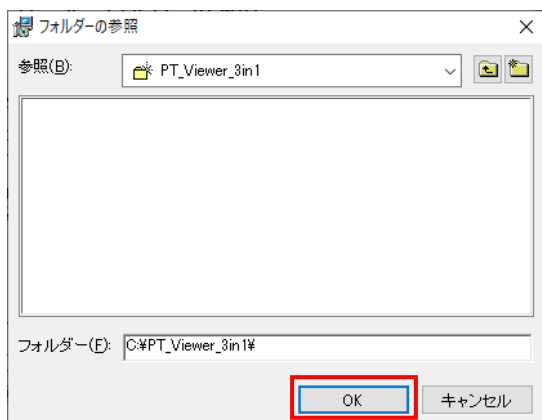 フォルダーの参照
参照(B):
PT_Viewer_3in1
フォルダー(F):
C:¥PT_Viewer_3in1¥
OK
キャンセル